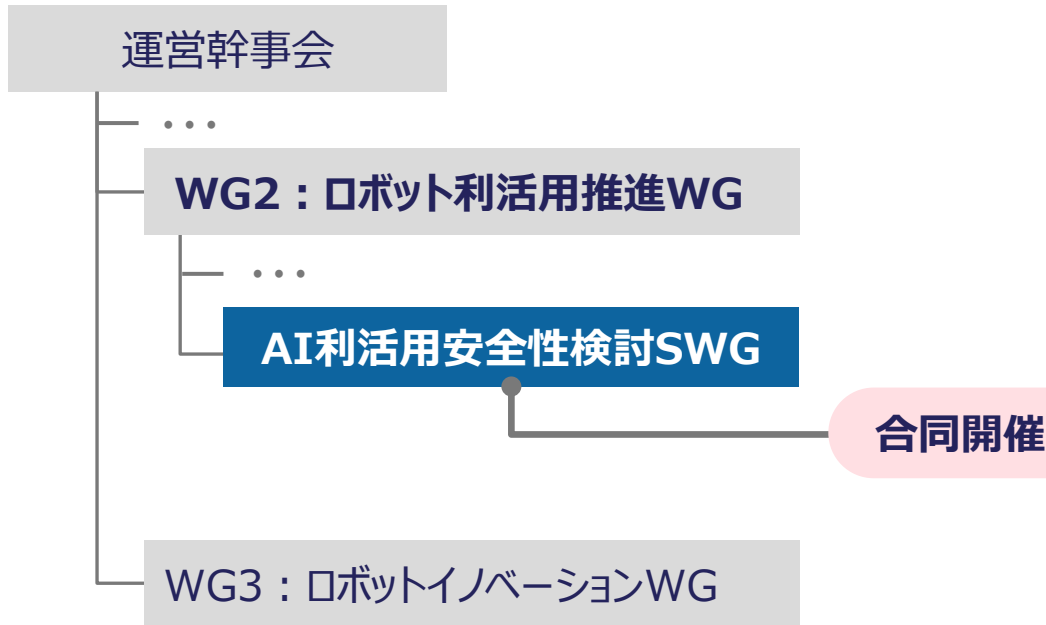 運営幹事会
・・・
WG2：ロボット利活用推進WG
・・・
AI利活用安全性検討SWG
合同開催
WG3：ロボットイノベーションWG